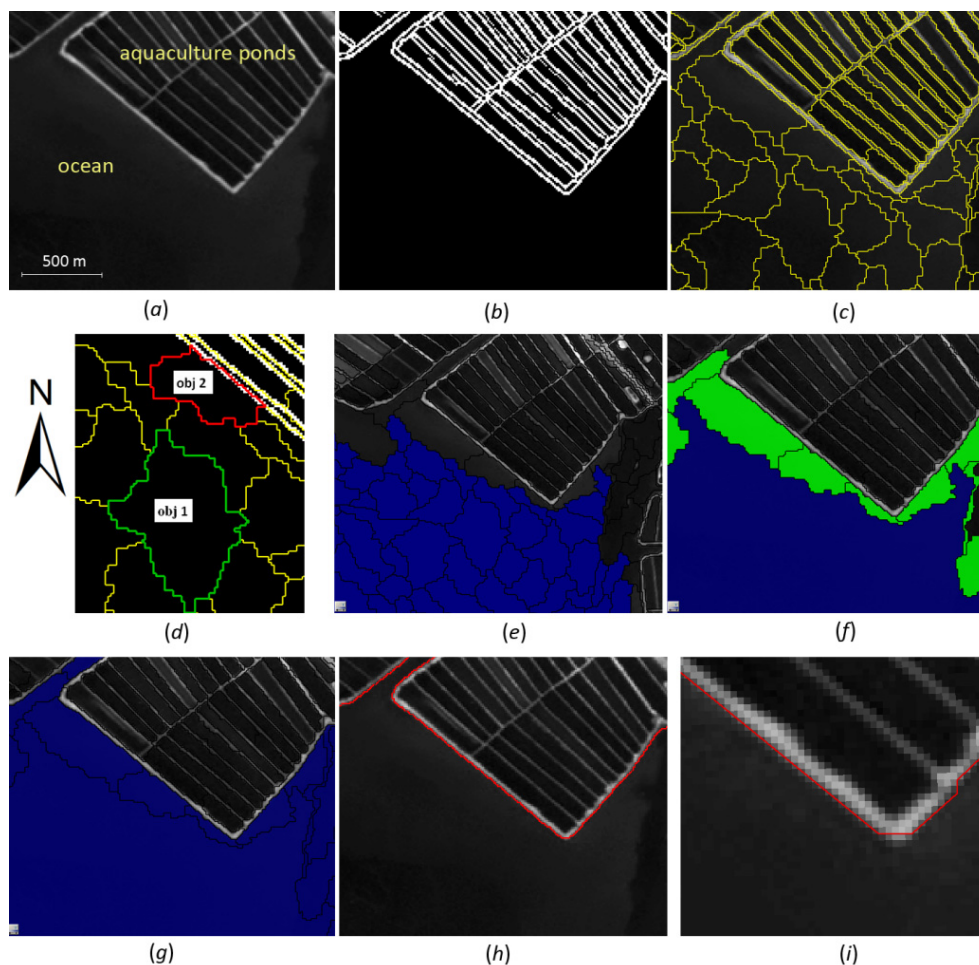 aquaculture ponds
ocean
500 m
(a)
(b)
(c)
N
obj 2
obj 1
(d)
(e)
(f)
(g)
(h)
(i)